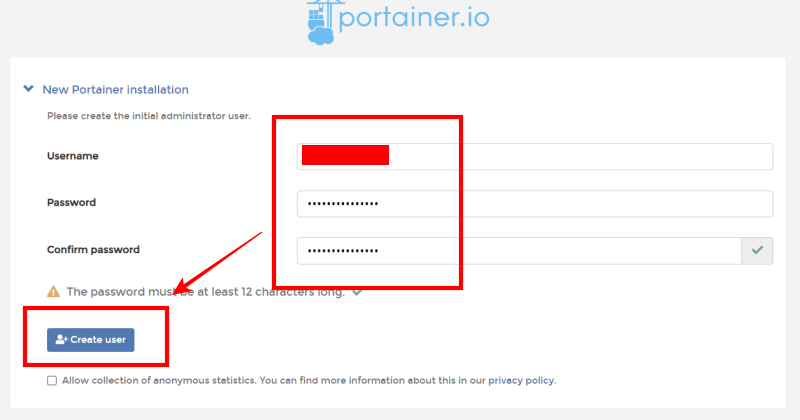 portainer.io
New Portainer installation
Please create the initial administrator user.
Username
Password
•••••••••••••••
Confirm password
•••••••••••••••
The password must be at least 12 characters long.
Create user
Allow collection of anonymous statistics. You can find more information about this in our privacy policy.